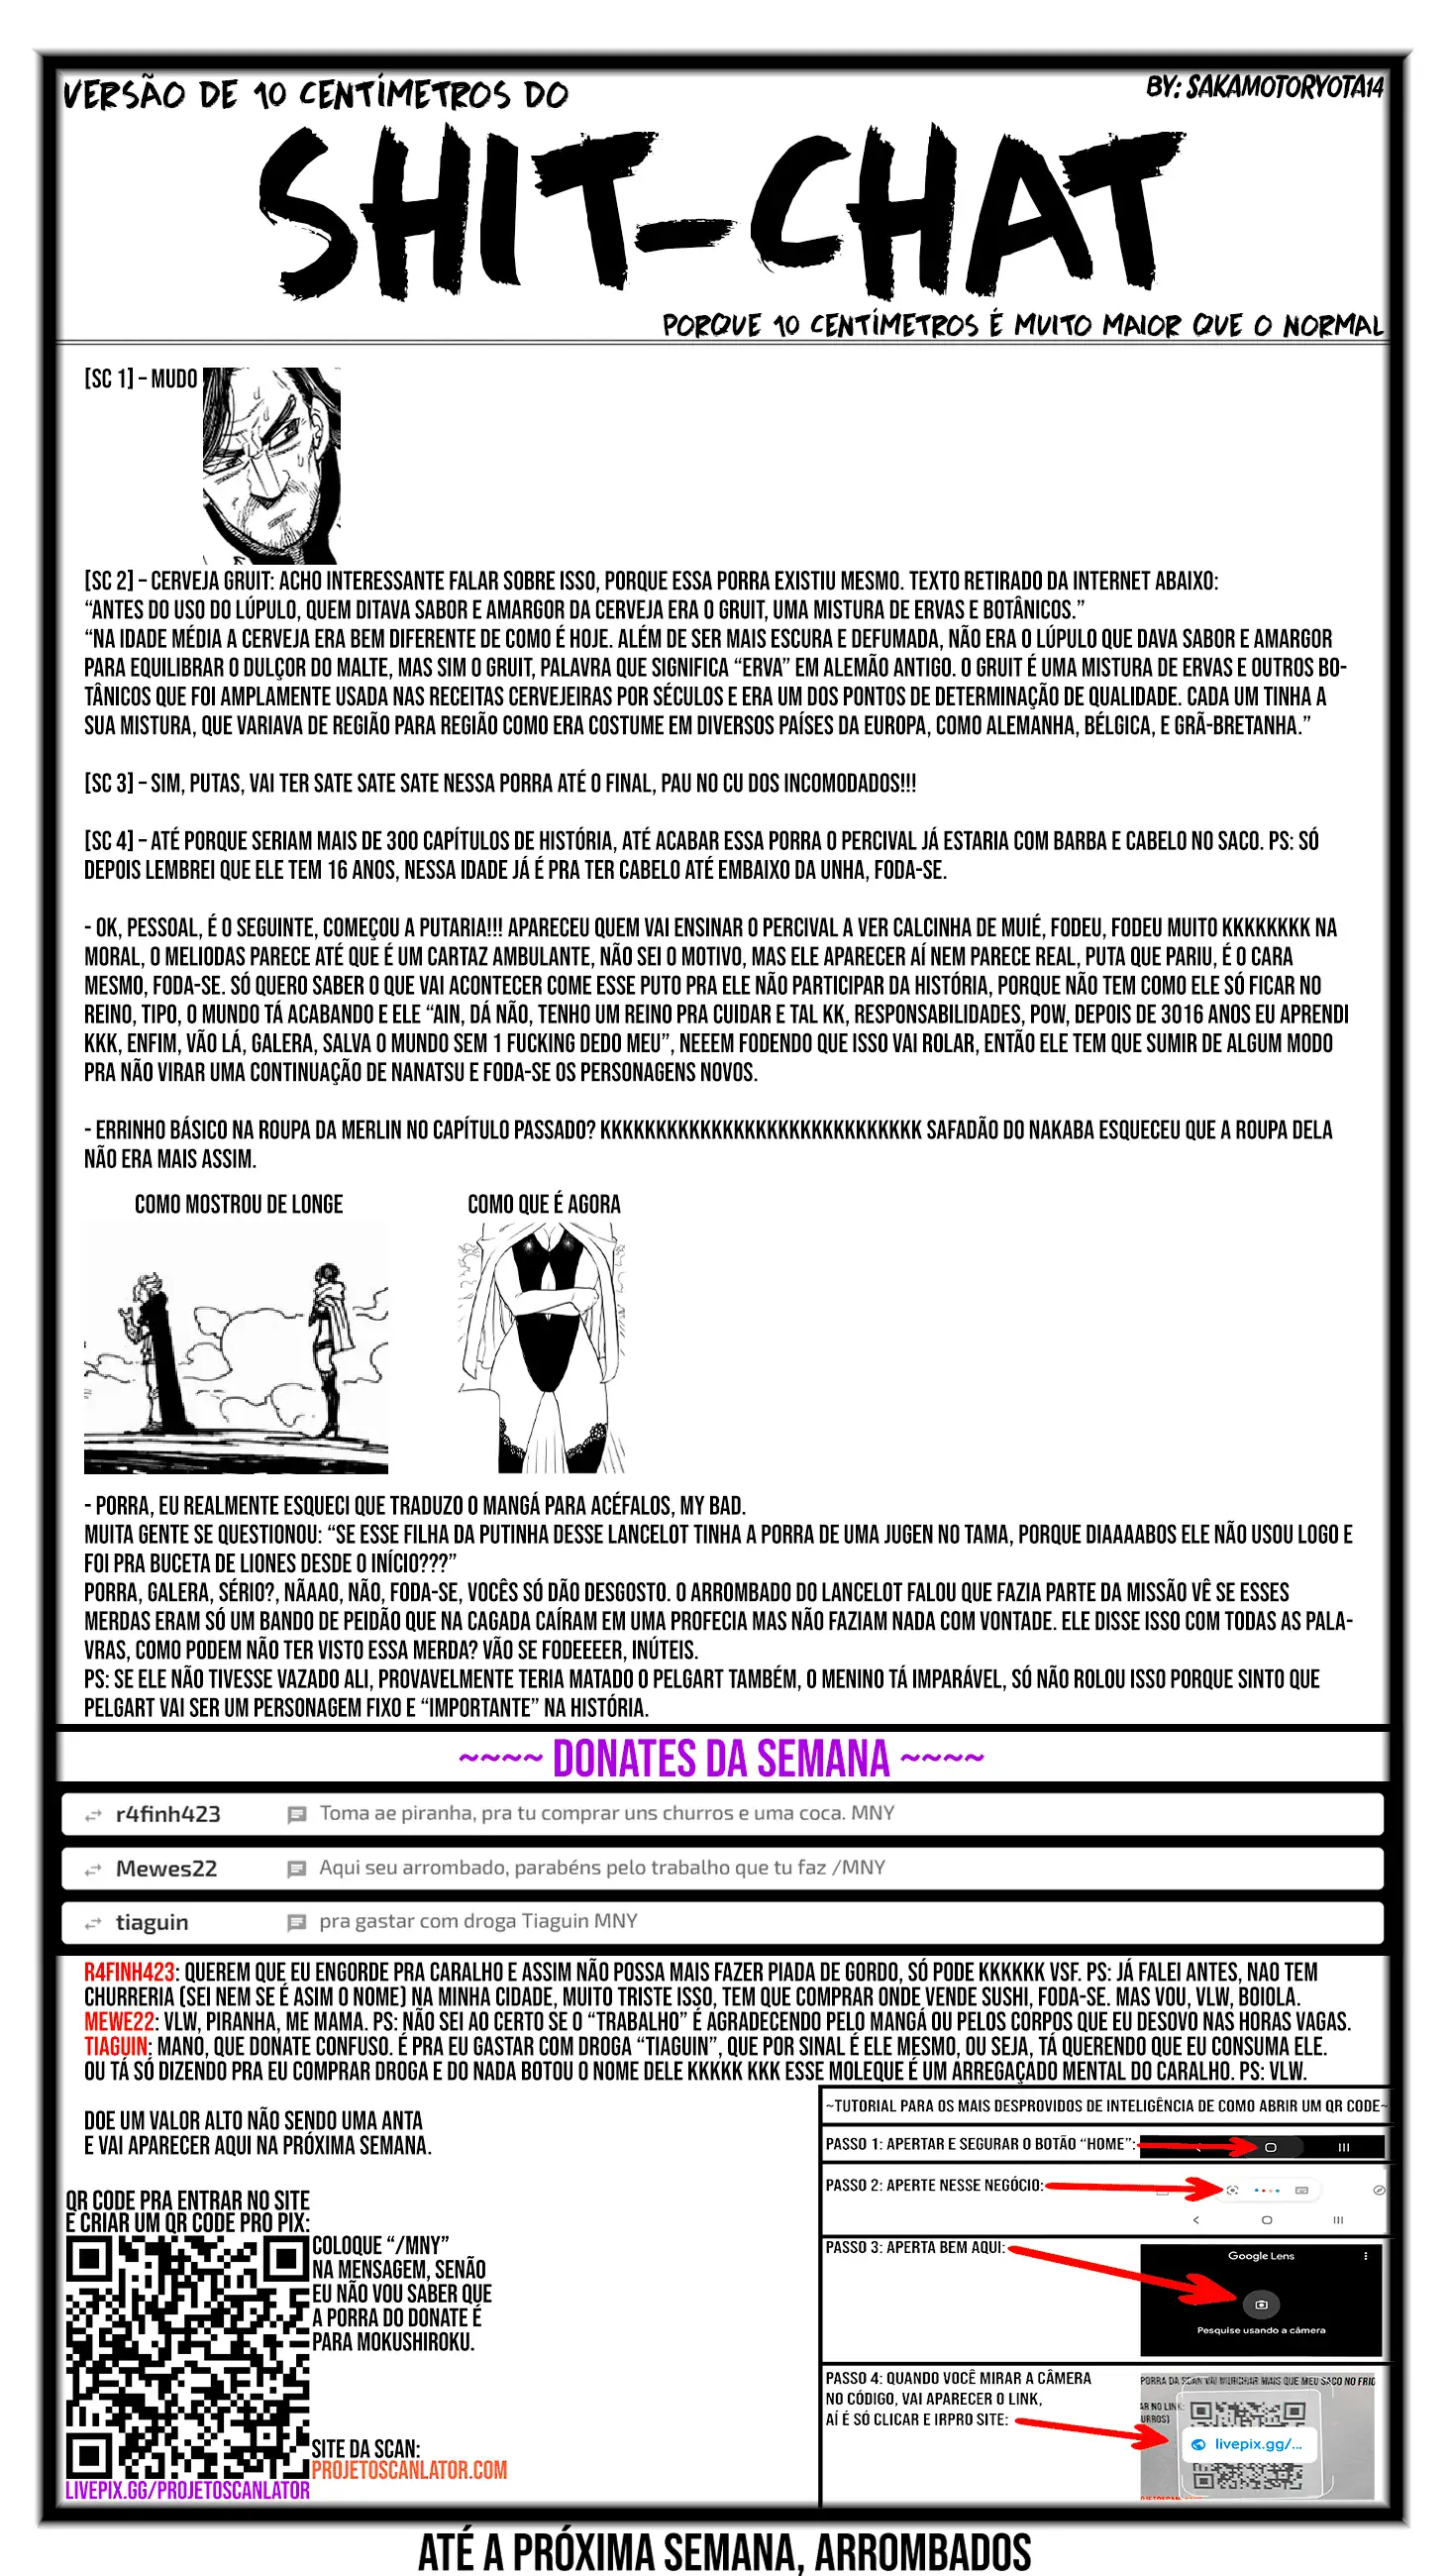 VERSÃO DE 10 CENTÍMETROS DO
BY: SAKAMOTORYOTA14
SHIT-CHAT
PORQUE 10 CENTÍMETROS É MUITO MAIOR QUE O NORMAL
[SC 1] – MUDO
[SC 2] – CERVEJA GRUIT: ACHO INTERESSANTE FALAR SOBRE ISSO, PORQUE ESSA PORRA EXISTIU MESMO. TEXTO RETIRADO DA INTERNET ABAIXO:
“ANTES DO USO DO LÚPULO, QUEM DITAVA SABOR E AMARGOR DA CERVEJA ERA O GRUIT, UMA MISTURA DE ERVAS E BOTÂNICOS.”
“NA IDADE MÉDIA A CERVEJA ERA BEM DIFERENTE DE COMO É HOJE. ALÉM DE SER MAIS ESCURA E DEFUMADA, NÃO ERA O LÚPULO QUE DAVA SABOR E AMARGOR
PARA EQUILIBRAR O DULÇOR DO MALTE, MAS SIM O GRUIT, PALAVRA QUE SIGNIFICA “ERVA” EM ALEMÃO ANTIGO. O GRUIT É UMA MISTURA DE ERVAS E OUTROS BO-
TÂNICOS QUE FOI AMPLAMENTE USADA NAS RECEITAS CERVEJEIRAS POR SÉCULOS E ERA UM DOS PONTOS DE DETERMINAÇÃO DE QUALIDADE. CADA UM TINHA A
SUA MISTURA, QUE VARIAVA DE REGIÃO PARA REGIÃO COMO ERA COSTUME EM DIVERSOS PAÍSES DA EUROPA, COMO ALEMANHA, BÉLGICA, E GRÃ-BRETANHA.”
[SC 3] – SIM, PUTAS, VAI TER SATE SATE SATE NESSA PORRA ATÉ O FINAL, PAU NO CU DOS INCOMODADOS!!!
[SC 4] – ATÉ PORQUE SERIAM MAIS DE 300 CAPÍTULOS DE HISTÓRIA, ATÉ ACABAR ESSA PORRA O PERCIVAL JÁ ESTARIA COM BARBA E CABELO NO SACO. PS: SÓ
DEPOIS LEMBREI QUE ELE TEM 16 ANOS, NESSA IDADE JÁ É PRA TER CABELO ATÉ EMBAIXO DA UNHA, FODA-SE.
- OK, PESSOAL, É O SEGUINTE, COMEÇOU A PUTARIA!!! APARECEU QUEM VAI ENSINAR O PERCIVAL A VER CALCINHA DE MUIÉ, FODEU, FODEU MUITO KKKKKKKK NA
MORAL, O MELIODAS PARECE ATÉ QUE É UM CARTAZ AMBULANTE, NÃO SEI O MOTIVO, MAS ELE APARECER AÍ NEM PARECE REAL, PUTA QUE PARIU, É O CARA
MESMO, FODA-SE. SÓ QUERO SABER O QUE VAI ACONTECER COME ESSE PUTO PRA ELE NÃO PARTICIPAR DA HISTÓRIA, PORQUE NÃO TEM COMO ELE SÓ FICAR NO
REINO, TIPO, O MUNDO TÁ ACABANDO E ELE “AIN, DÁ NÃO, TENHO UM REINO PRA CUIDAR E TAL KK, RESPONSABILIDADES, POW, DEPOIS DE 3016 ANOS EU APRENDI
KKK, ENFIM, VÃO LÁ, GALERA, SALVA O MUNDO SEM 1 FUCKING DEDO MEU”, NEEEM FODENDO QUE ISSO VAI ROLAR, ENTÃO ELE TEM QUE SUMIR DE ALGUM MODO
PRA NÃO VIRAR UMA CONTINUAÇÃO DE NANATSU E FODA-SE OS PERSONAGENS NOVOS.
- ERRINHO BÁSICO NA ROUPA DA MERLIN NO CAPÍTULO PASSADO? KKKKKKKKKKKKKKKKKKKKKKKKKKKKK SAFADÃO DO NAKABA ESQUECEU QUE A ROUPA DELA
NÃO ERA MAIS ASSIM.
COMO MOSTROU DE LONGE
COMO QUE É AGORA
- PORRA, EU REALMENTE ESQUECI QUE TRADUZO O MANGÁ PARA ACÉFALOS, MY BAD.
MUITA GENTE SE QUESTIONOU: “SE ESSE FILHA DA PUTINHA DESSE LANCELOT TINHA A PORRA DE UMA JUGEN NO TAMA, PORQUE DIAAAABOS ELE NÃO USOU LOGO E
FOI PRA BUCETA DE LIONES DESDE O INÍCIO???”
PORRA, GALERA, SÉRIO?, NÃAAO, NÃO, FODA-SE, VOCÊS SÓ DÃO DESGOSTO. O ARROMBADO DO LANCELOT FALOU QUE FAZIA PARTE DA MISSÃO VÊ SE ESSES
MERDAS ERAM SÓ UM BANDO DE PEIDÃO QUE NA CAGADA CAÍRAM EM UMA PROFECIA MAS NÃO FAZIAM NADA COM VONTADE. ELE DISSE ISSO COM TODAS AS PALA-
VRAS, COMO PODEM NÃO TER VISTO ESSA MERDA? VÃO SE FODEEEER, INÚTEIS.
PS: SE ELE NÃO TIVESSE VAZADO ALI, PROVAVELMENTE TERIA MATADO O PELGART TAMBÉM, O MENINO TÁ IMPARÁVEL, SÓ NÃO ROLOU ISSO PORQUE SINTO QUE
PELGART VAI SER UM PERSONAGEM FIXO E “IMPORTANTE” NA HISTÓRIA.
~~~~ DONATES DA SEMANA ~~~~
r4finh423 Toma ae piranha, pra tu comprar uns churros e uma coca. MNY
Mewes22 Aqui seu arrombado, parabéns pelo trabalho que tu faz /MNY
tiaguin pra gastar com droga Tiaguin MNY
R4FINH423: QUEREM QUE EU ENGORDE PRA CARALHO E ASSIM NÃO POSSA MAIS FAZER PIADA DE GORDO, SÓ PODE KKKKKK VSF. PS: JÁ FALEI ANTES, NAO TEM
CHURRERIA (SEI NEM SE É ASIM O NOME) NA MINHA CIDADE, MUITO TRISTE ISSO, TEM QUE COMPRAR ONDE VENDE SUSHI, FODA-SE. MAS VOU, VLW, BOIOLA.
MEWE22: VLW, PIRANHA, ME MAMA. PS: NÃO SEI AO CERTO SE O “TRABALHO” É AGRADECENDO PELO MANGÁ OU PELOS CORPOS QUE EU DESOVO NAS HORAS VAGAS.
TIAGUIN: MANO, QUE DONATE CONFUSO. É PRA EU GASTAR COM DROGA “TIAGUIN”, QUE POR SINAL É ELE MESMO, OU SEJA, TÁ QUERENDO QUE EU CONSUMA ELE.
OU TÁ SÓ DIZENDO PRA EU COMPRAR DROGA E DO NADA BOTOU O NOME DELE KKKKK KKK ESSE MOLEQUE É UM ARREGAÇADO MENTAL DO CARALHO. PS: VLW.
DOE UM VALOR ALTO NÃO SENDO UMA ANTA
E VAI APARECER AQUI NA PRÓXIMA SEMANA.
QR CODE PRA ENTRAR NO SITE
E CRIAR UM QR CODE PRO PIX:
COLOQUE “/MNY”
NA MENSAGEM, SENÃO
EU NÃO VOU SABER QUE
A PORRA DO DONATE É
PARA MOKUSHIROKU.
SITE DA SCAN:
PROJETOSCANLATOR.COM
LIVEPIX.GG/PROJETOSCANLATOR
~TUTORIAL PARA OS MAIS DESPROVIDOS DE INTELIGÊNCIA DE COMO ABRIR UM QR CODE~
PASSO 1: APERTAR E SEGURAR O BOTÃO “HOME”:
PASSO 2: APERTE NESSE NEGÓCIO:
PASSO 3: APERTA BEM AQUI:
Google Lens
Pesquise usando a câmera
PASSO 4: QUANDO VOCÊ MIRAR A CÂMERA
NO CÓDIGO, VAI APARECER O LINK,
AÍ É SÓ CLICAR E IRPRO SITE:
PORRA DA SCAN VAI MURCHAR MAIS QUE MEU SACO NO FRIO
AR NO LINK:
URROS)
livepix.gg/...
ATÉ A PRÓXIMA SEMANA, ARROMBADOS